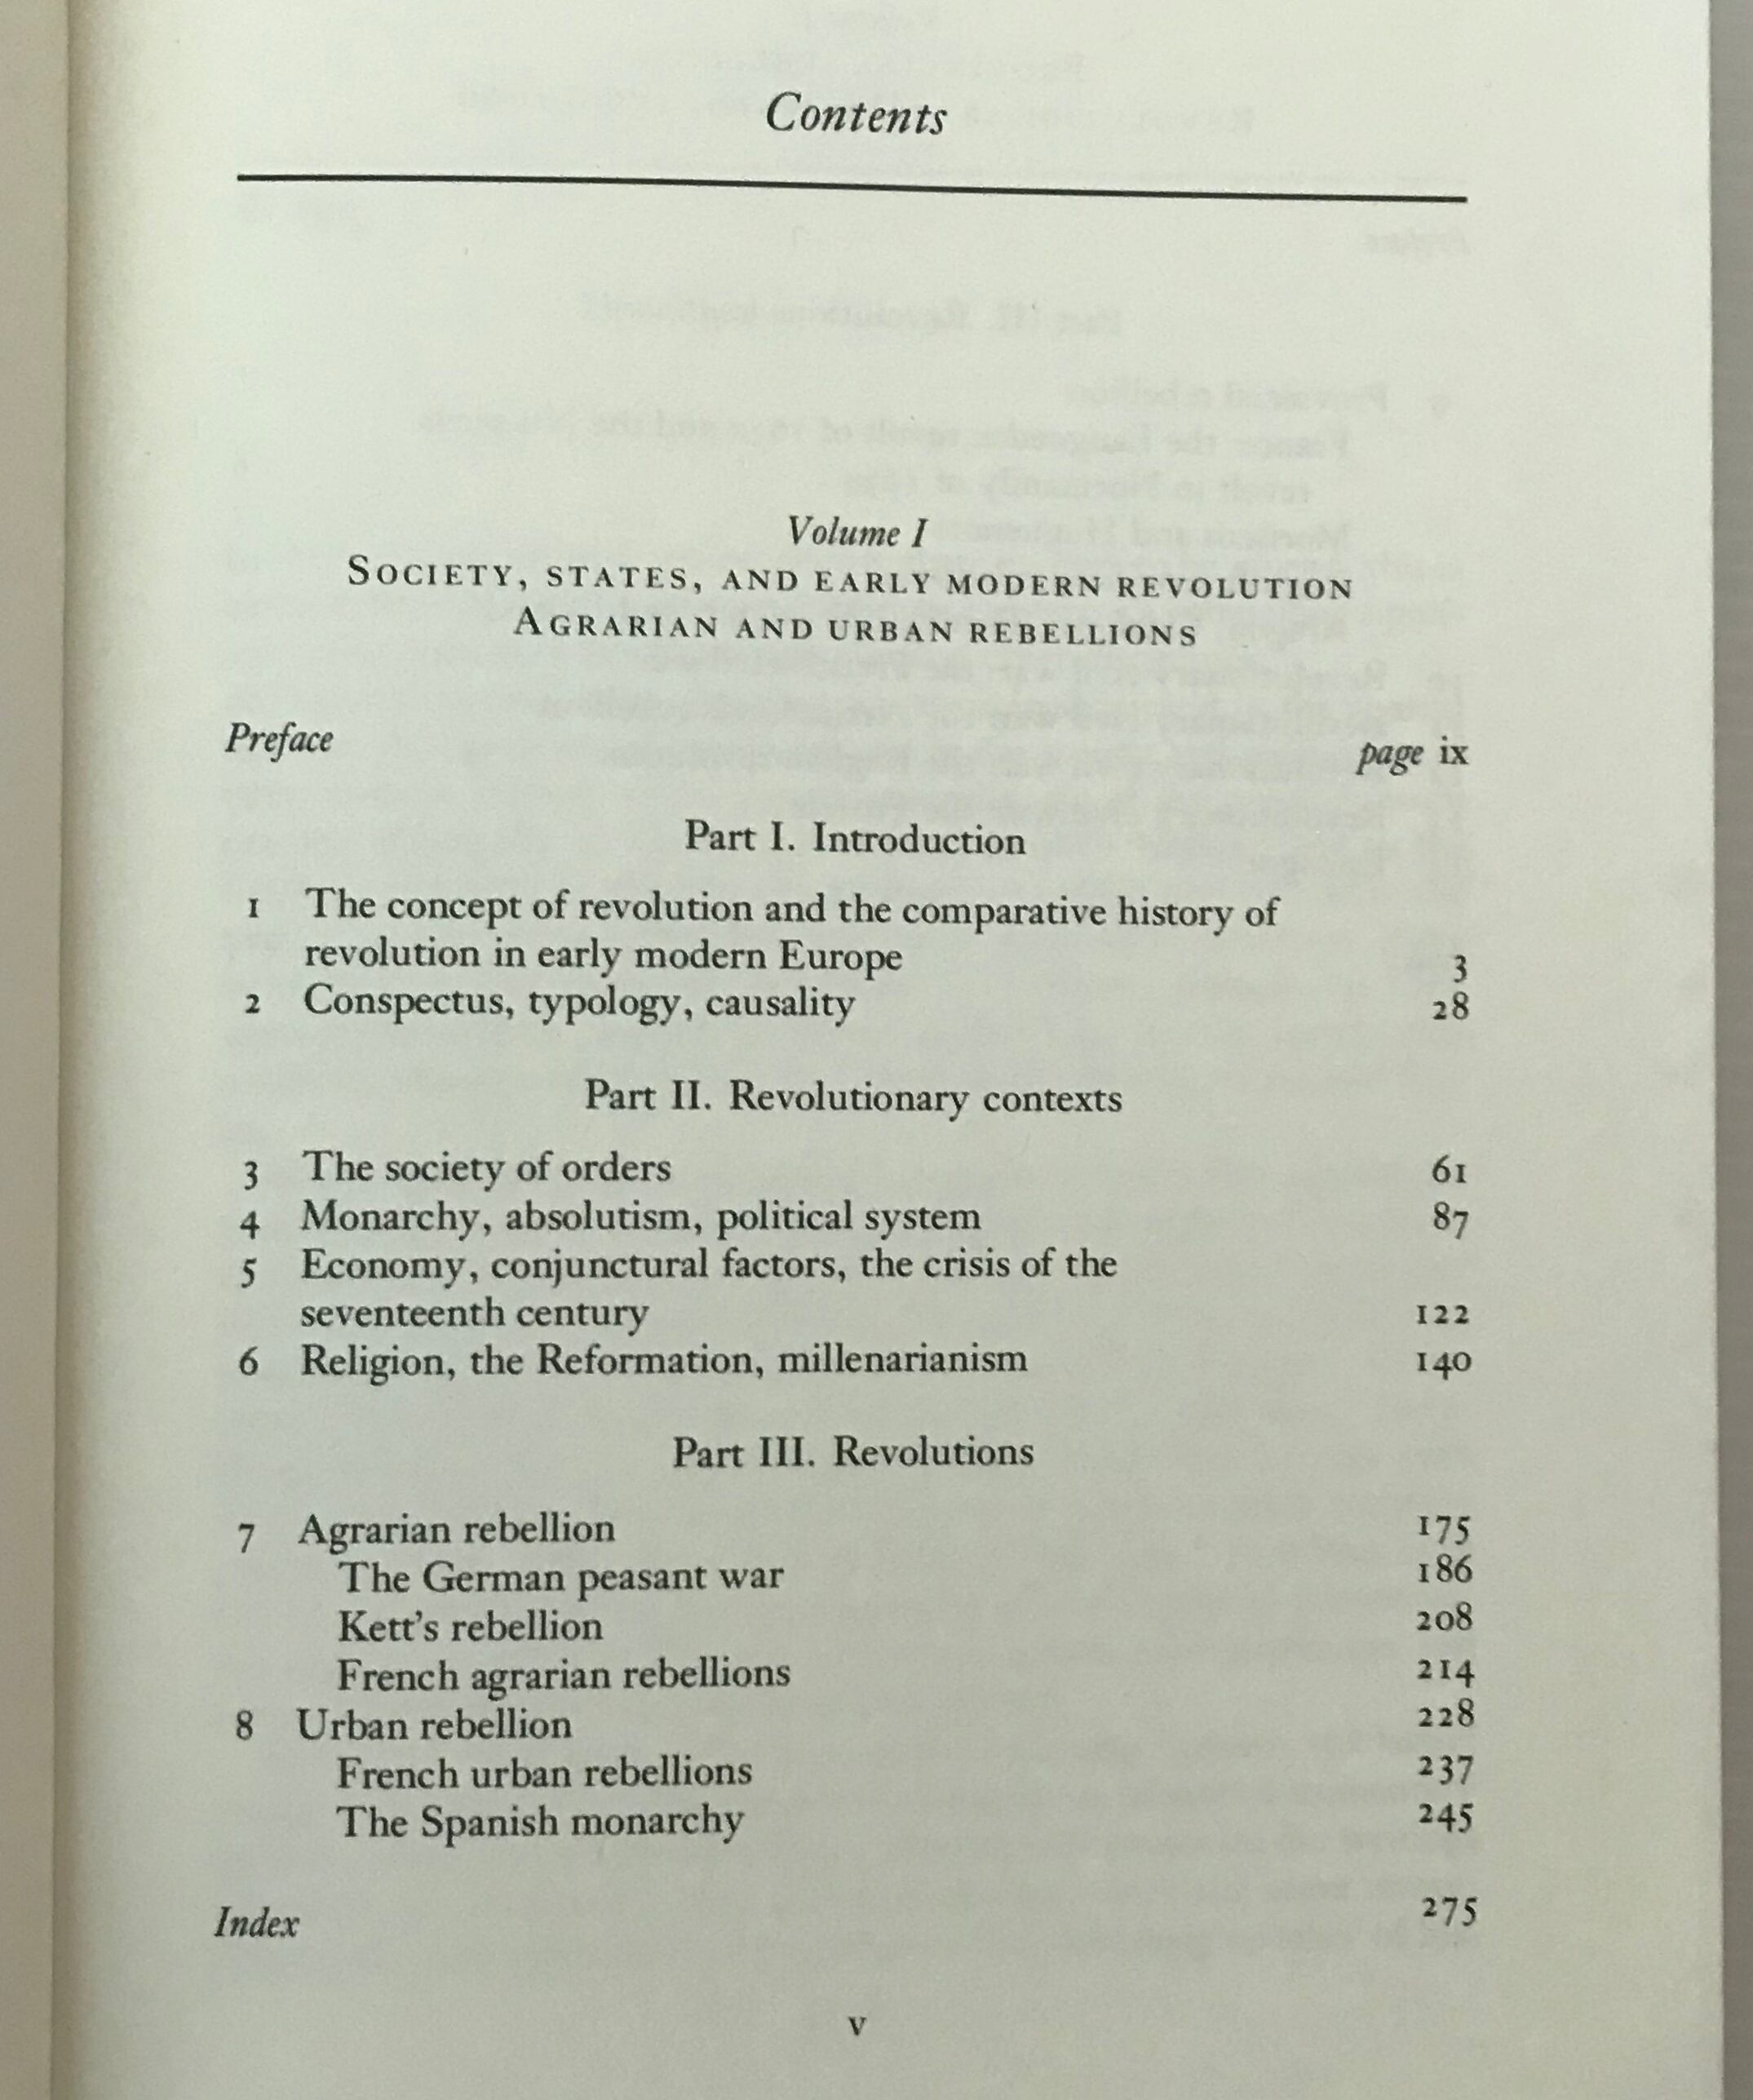 Contents
Volume I
SOCIETY, STATES, AND EARLY MODERN REVOLUTION
AGRARIAN AND URBAN REBELLIONS
Preface page ix
Part I. Introduction
1 The concept of revolution and the comparative history of
revolution in early modern Europe 3
2 Conspectus, typology, causality 28
Part II. Revolutionary contexts
3 The society of orders 61
4 Monarchy, absolutism, political system 87
5 Economy, conjunctural factors, the crisis of the
seventeenth century 122
6 Religion, the Reformation, millenarianism 140
Part III. Revolutions
7 Agrarian rebellion 175
The German peasant war 186
Kett's rebellion 208
French agrarian rebellions 214
8 Urban rebellion 228
French urban rebellions 237
The Spanish monarchy 245
Index 275
v